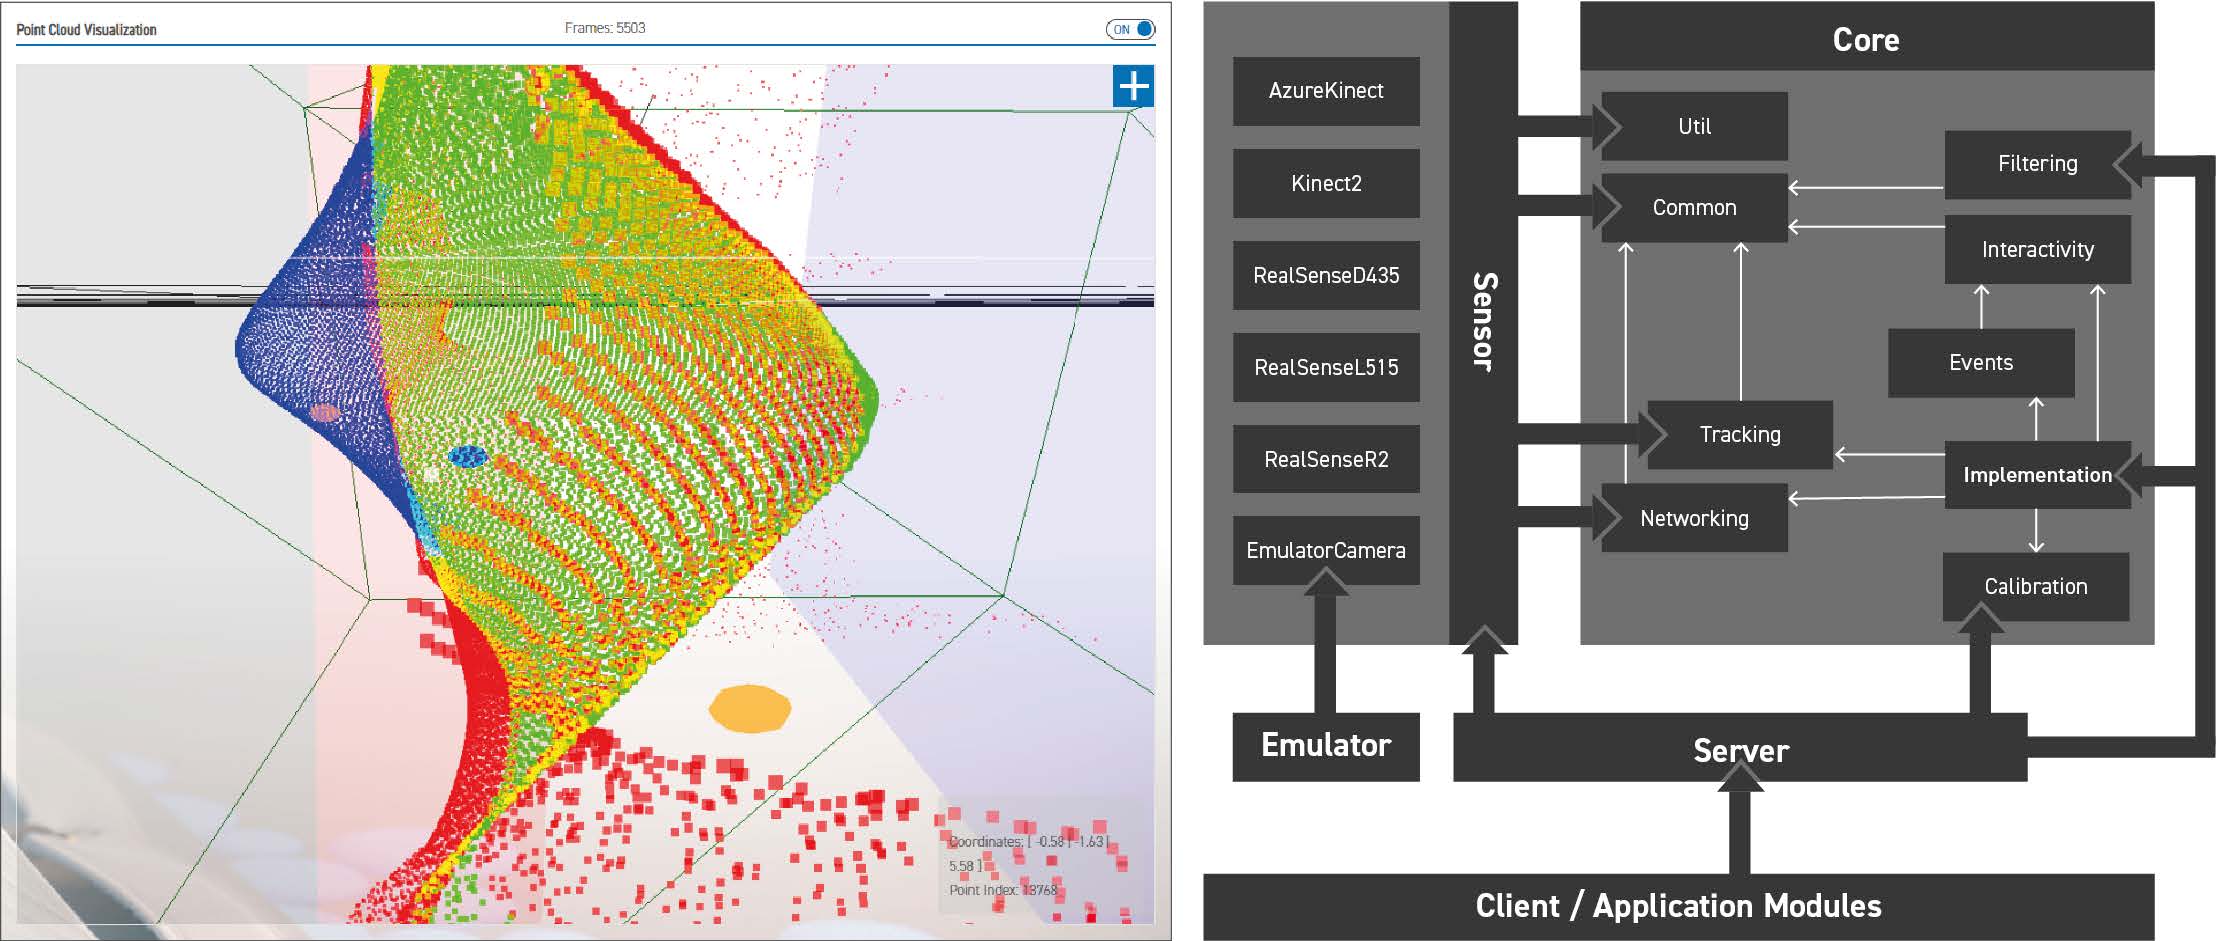 Point Cloud Visualization
Frames: 5503
ON
Coordinates: [ -0.58 | -1.63 |
5.58 ]
Point Index: 13768
AzureKinect
Kinect2
RealSenseD435
RealSenseL515
RealSenseR2
EmulatorCamera
Sensor
Core
Util
Common
Filtering
Interactivity
Events
Tracking
Implementation
Networking
Calibration
Emulator
Server
Client / Application Modules